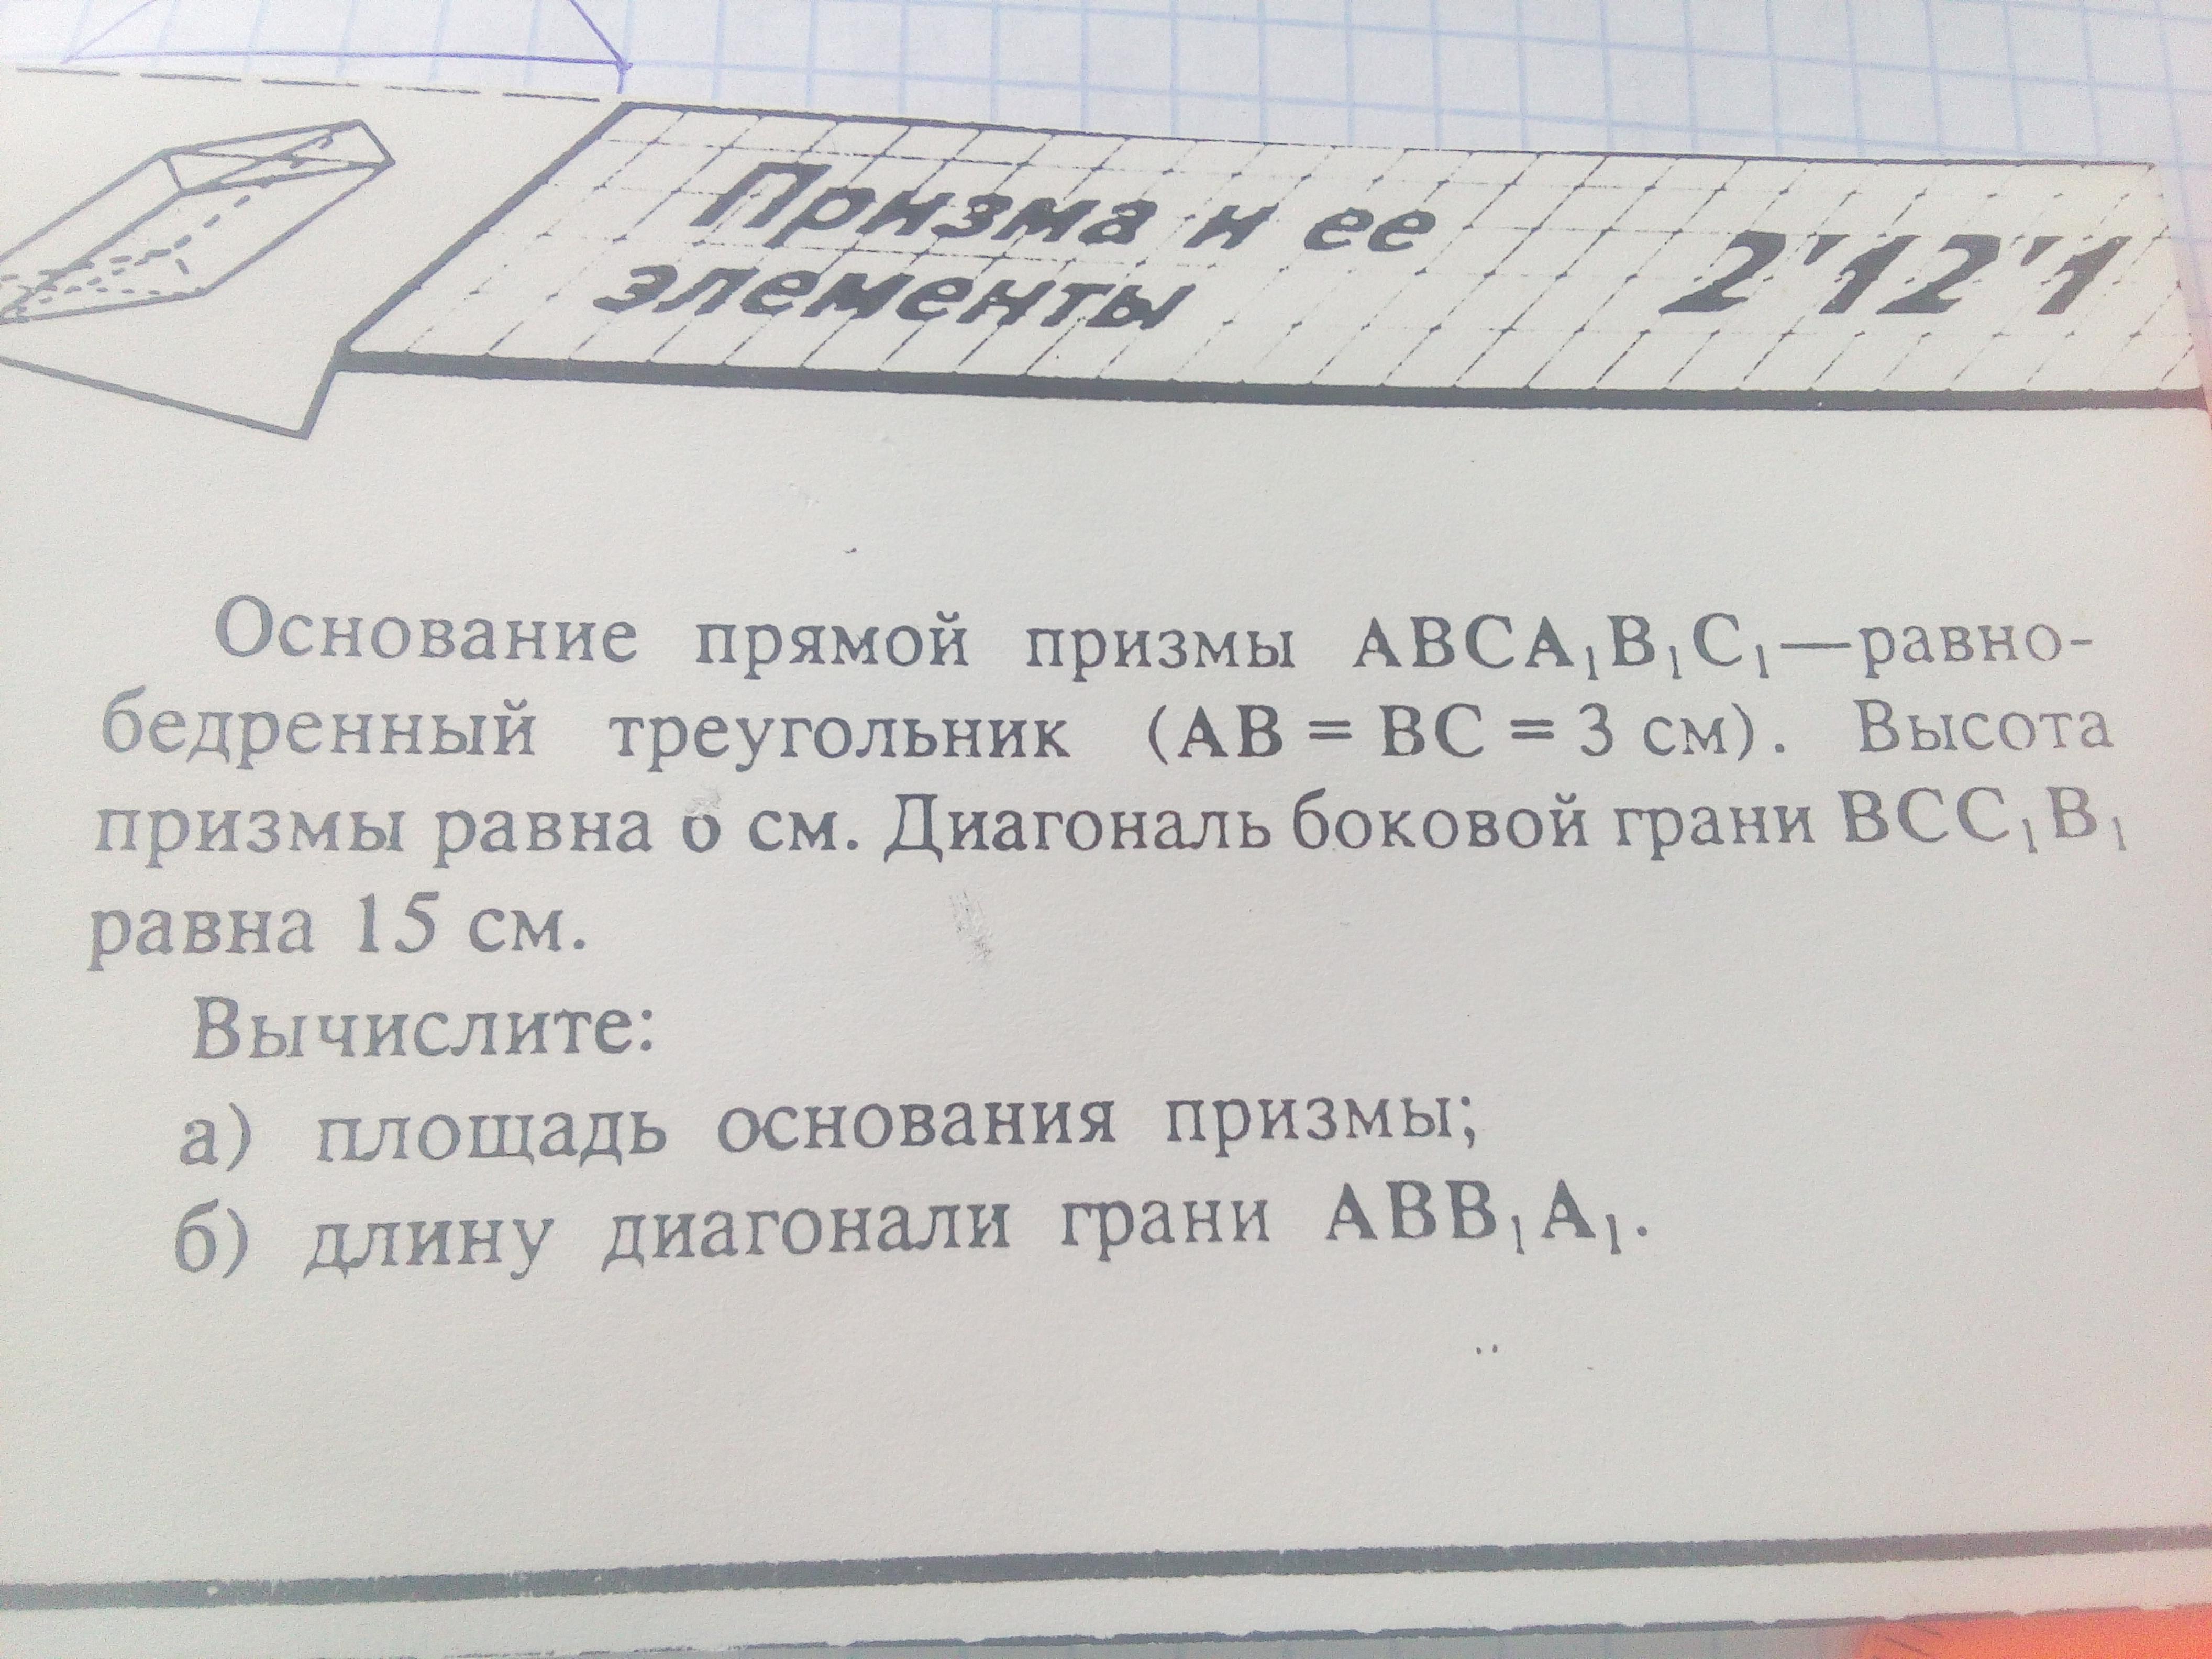 Призма и ее
элементы
2'12'1
Основание прямой призмы ABCA₁B₁C₁—равно-
бедренный треугольник (AB = BC = 3 см). Высота
призмы равна 6 см. Диагональ боковой грани BCC₁B₁
равна 15 см.
Вычислите:
а) площадь основания призмы;
б) длину диагонали грани ABB₁A₁.